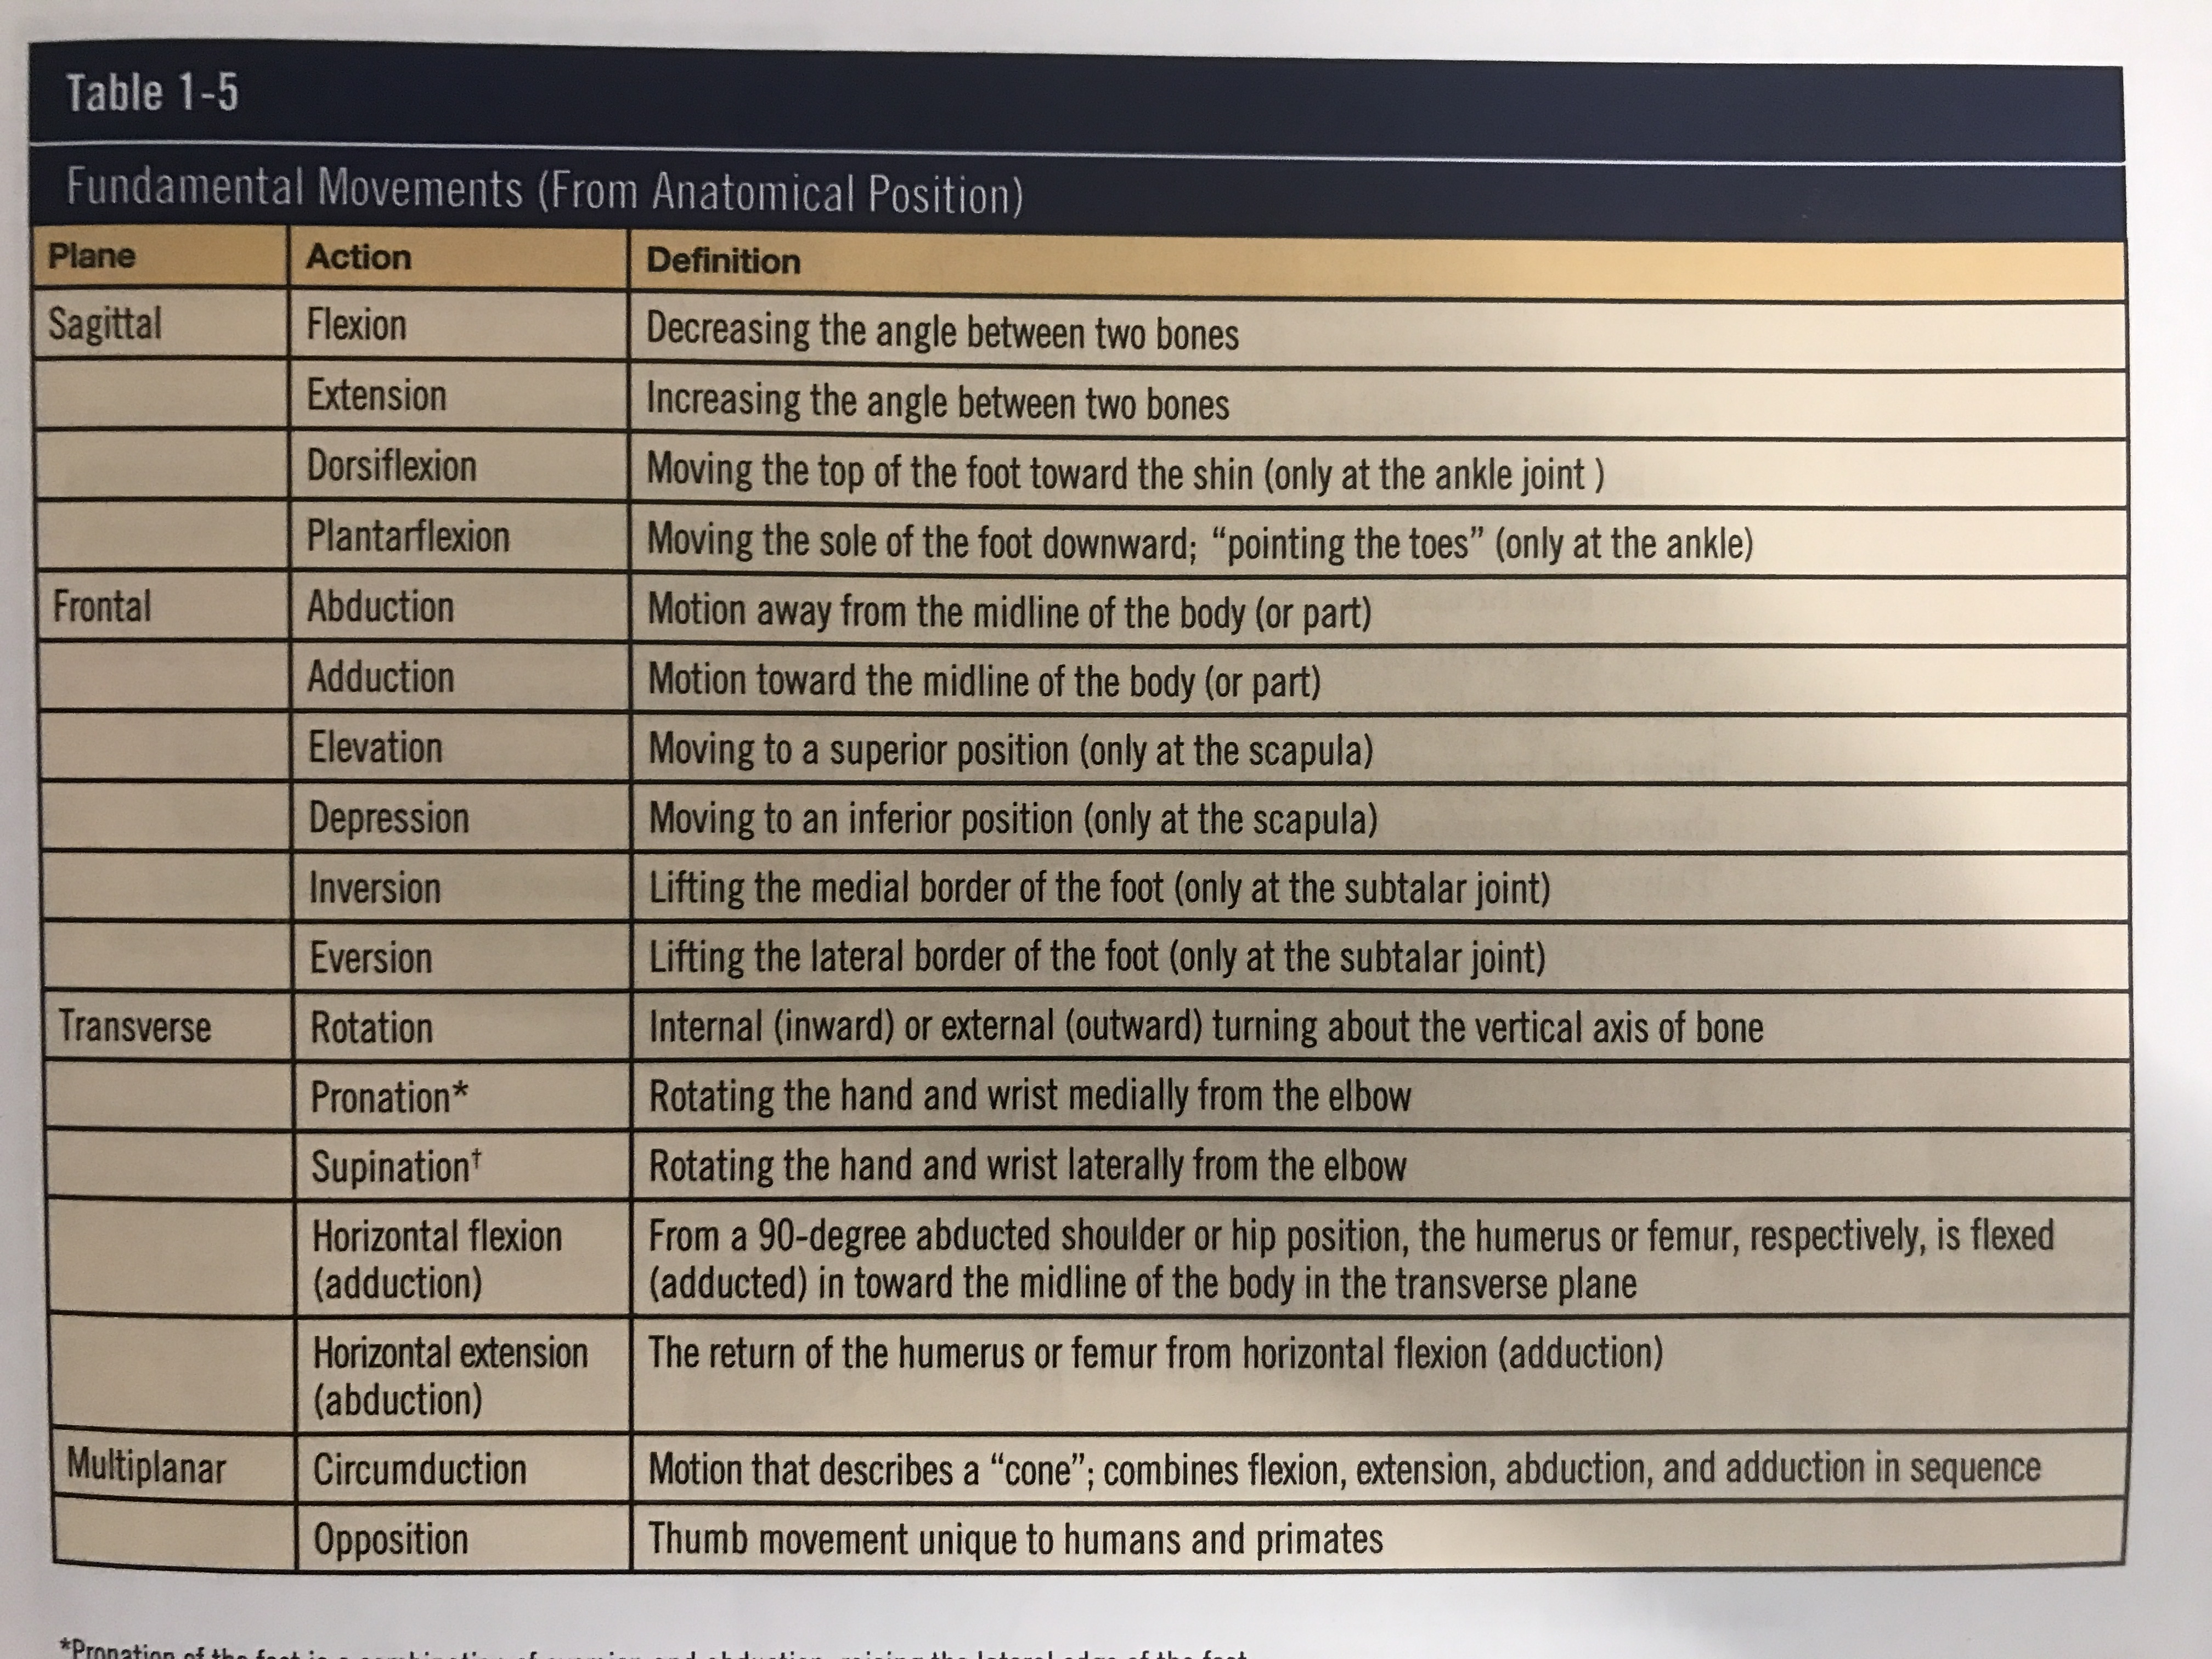 Table 1-5
Fundamental Movements (From Anatomical Position)
Plane Action Definition
Sagittal Flexion Decreasing the angle between two bones
Extension Increasing the angle between two bones
Dorsiflexion Moving the top of the foot toward the shin (only at the ankle joint )
Plantarflexion Moving the sole of the foot downward; “pointing the toes” (only at the ankle)
Frontal Abduction Motion away from the midline of the body (or part)
Adduction Motion toward the midline of the body (or part)
Elevation Moving to a superior position (only at the scapula)
Depression Moving to an inferior position (only at the scapula)
Inversion Lifting the medial border of the foot (only at the subtalar joint)
Eversion Lifting the lateral border of the foot (only at the subtalar joint)
Transverse Rotation Internal (inward) or external (outward) turning about the vertical axis of bone
Pronation* Rotating the hand and wrist medially from the elbow
Supination† Rotating the hand and wrist laterally from the elbow
Horizontal flexion From a 90-degree abducted shoulder or hip position, the humerus or femur, respectively, is flexed
(adduction) (adducted) in toward the midline of the body in the transverse plane
Horizontal extension The return of the humerus or femur from horizontal flexion (adduction)
(abduction)
Multiplanar Circumduction Motion that describes a “cone”; combines flexion, extension, abduction, and adduction in sequence
Opposition Thumb movement unique to humans and primates
*Pronation of the foot is a combination of eversion and abduction, raising the lateral edge of the foot